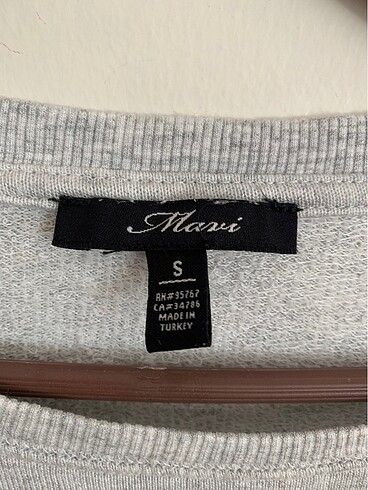 Mavi
S
RN#95767
CA#34786
MADE IN
TURKEY